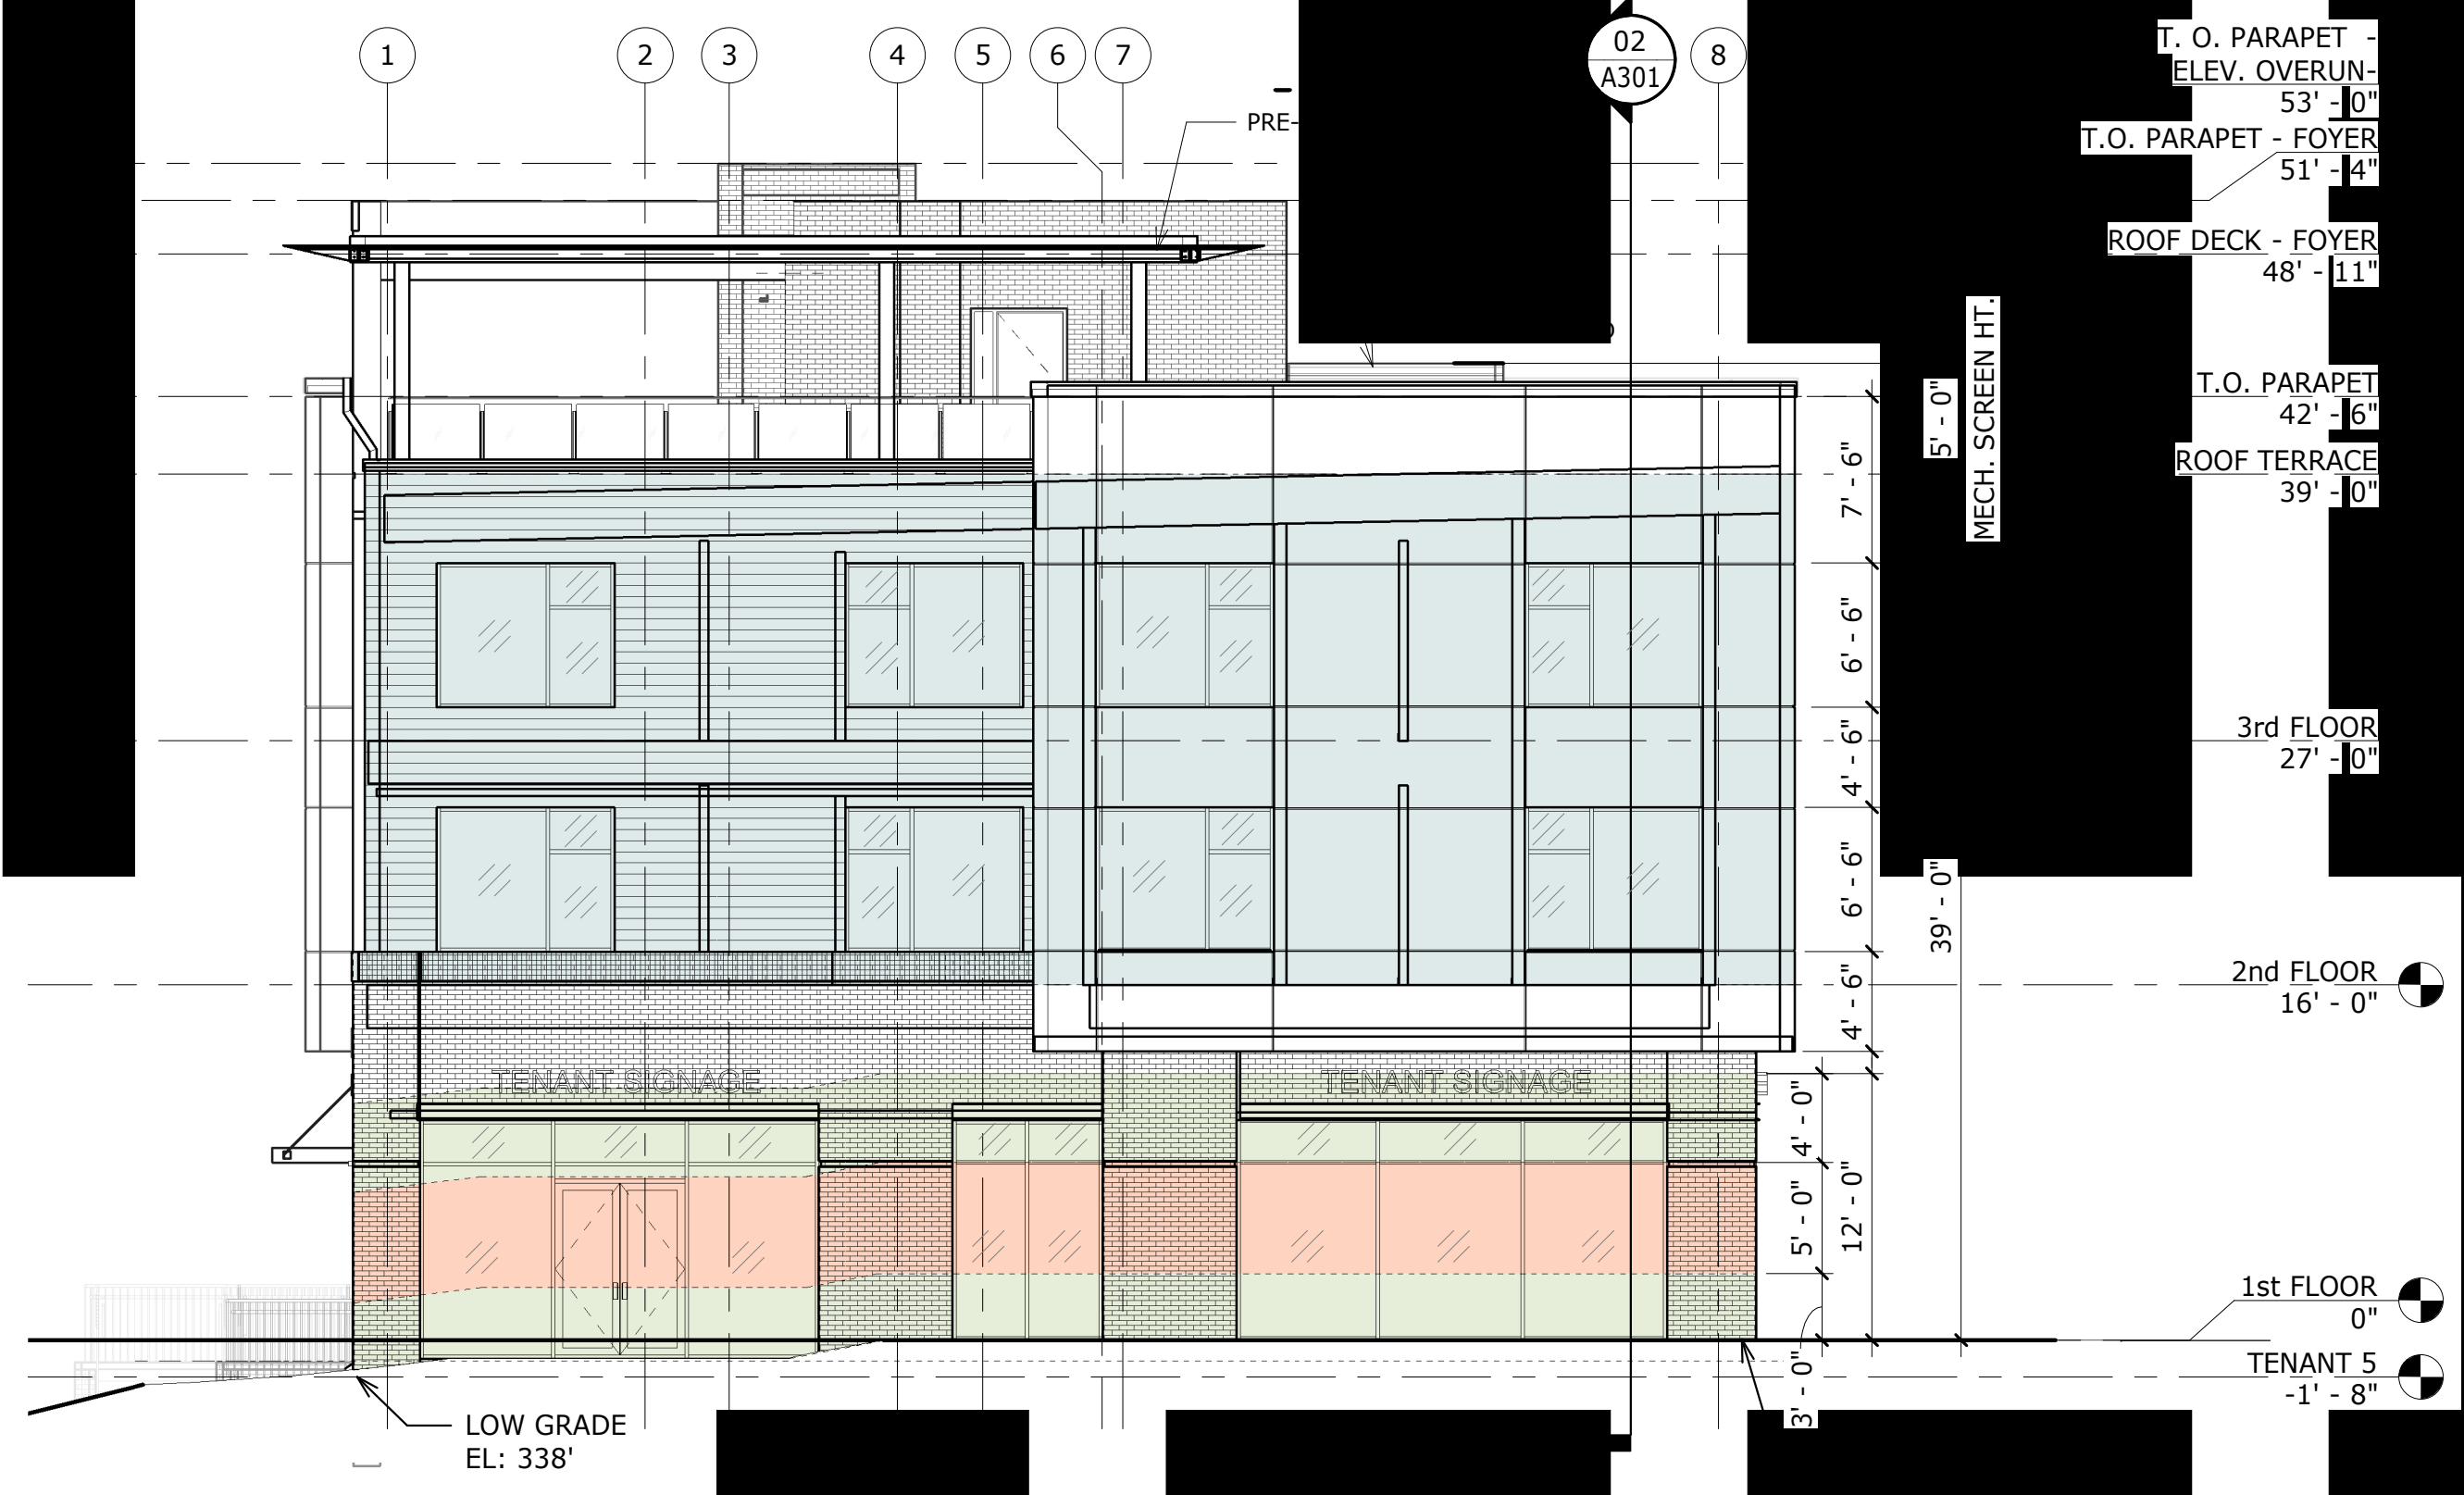 1
2
3
4
5
6
7
02
A301
8
PRE-
T. O. PARAPET -
ELEV. OVERUN-
53' - 0"
T.O. PARAPET - FOYER
51' - 4"
ROOF DECK - FOYER
48' - 11"
5' - 0"
MECH. SCREEN HT.
T.O. PARAPET
42' - 6"
ROOF TERRACE
39' - 0"
7' - 6"
6' - 6"
4' - 6"
6' - 6"
4' - 6"
39' - 0"
3rd FLOOR
27' - 0"
2nd FLOOR
16' - 0"
TENANT SIGNAGE
TENANT SIGNAGE
4' - 0"
5' - 0"
12' - 0"
3' - 0"
1st FLOOR
0"
TENANT 5
-1' - 8"
LOW GRADE
EL: 338'